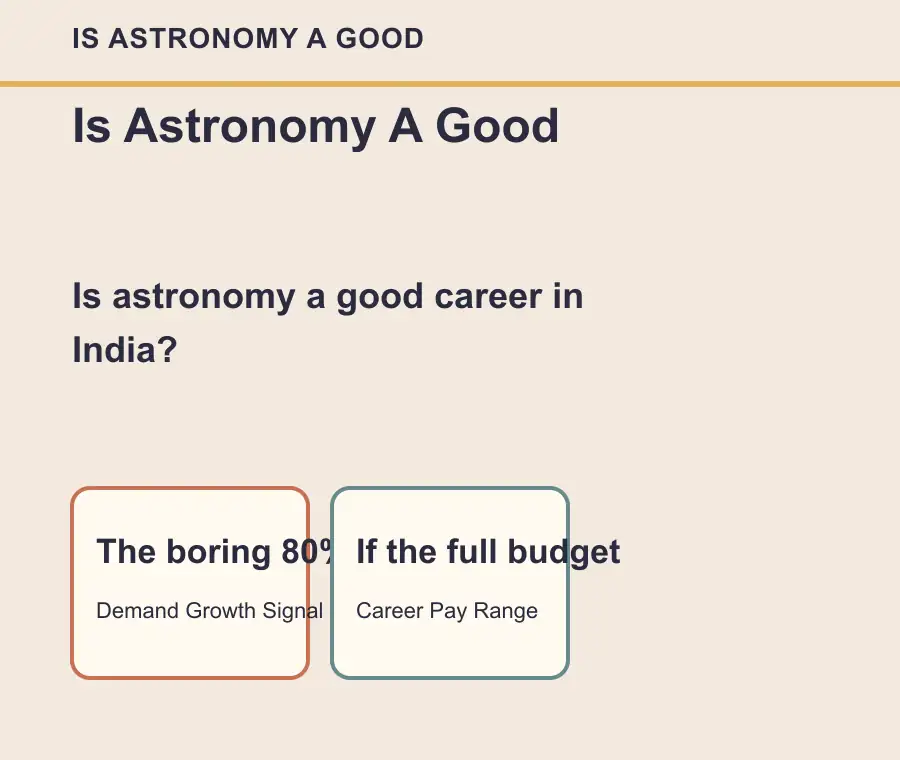 IS ASTRONOMY A GOOD
Is Astronomy A Good
Is astronomy a good career in
India?
The boring 80%
If the full budget
Demand Growth Signal
Career Pay Range